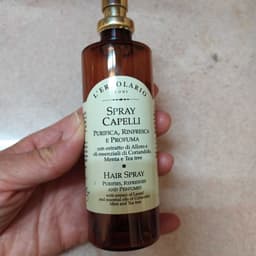 L'ERBOLARIO
LODI
SPRAY
CAPELLI
PURIFICA, RINFRESCA
E PROFUMA
con estratto di Alloro e
oli essenziali di Coriandolo,
Menta e Tea tree
HAIR SPRAY
PURIFIES, REFRESHES
AND PERFUMES
with extract of Laurel
and essential oils of Coriander,
Mint and Tea tree